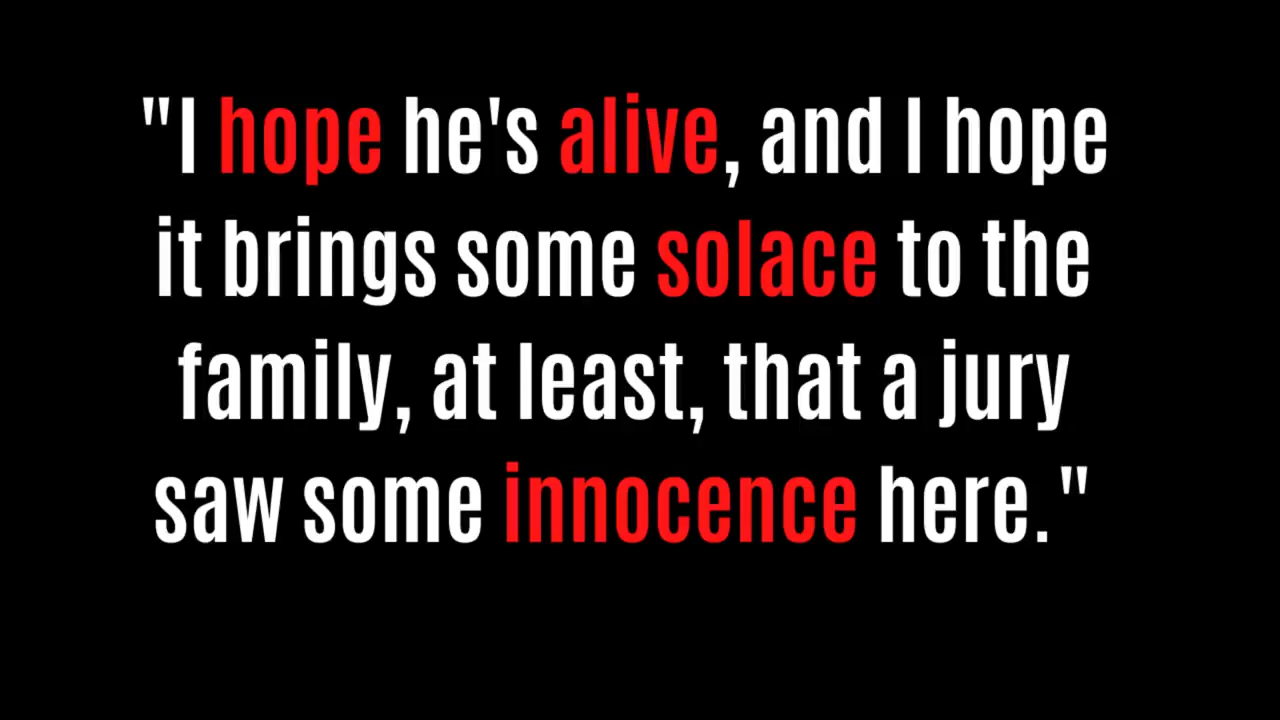 "I hope he's alive, and I hope
it brings some solace to the
family, at least, that a jury
saw some innocence here."